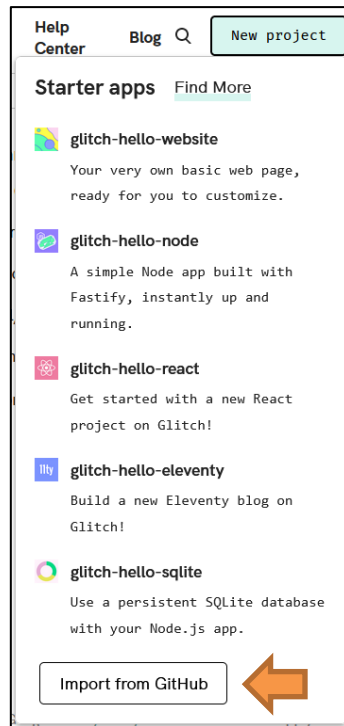 Help
Center
Blog
New project
Starter apps Find More
glitch-hello-website
Your very own basic web page,
ready for you to customize.
glitch-hello-node
A simple Node app built with
Fastify, instantly up and
running.
glitch-hello-react
Get started with a new React
project on Glitch!
11ty
glitch-hello-eleventy
Build a new Eleventy blog on
Glitch!
glitch-hello-sqlite
Use a persistent SQLite database
with your Node.js app.
Import from GitHub